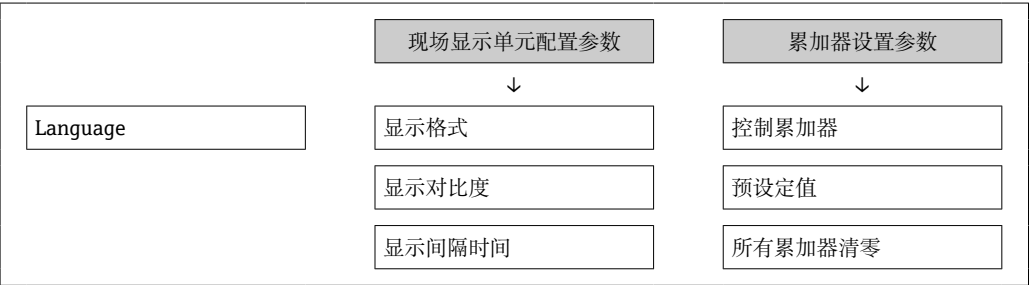 现场显示单元配置参数
累加器设置参数
↓
↓
Language
显示格式
控制累加器
显示对比度
预设定值
显示间隔时间
所有累加器清零